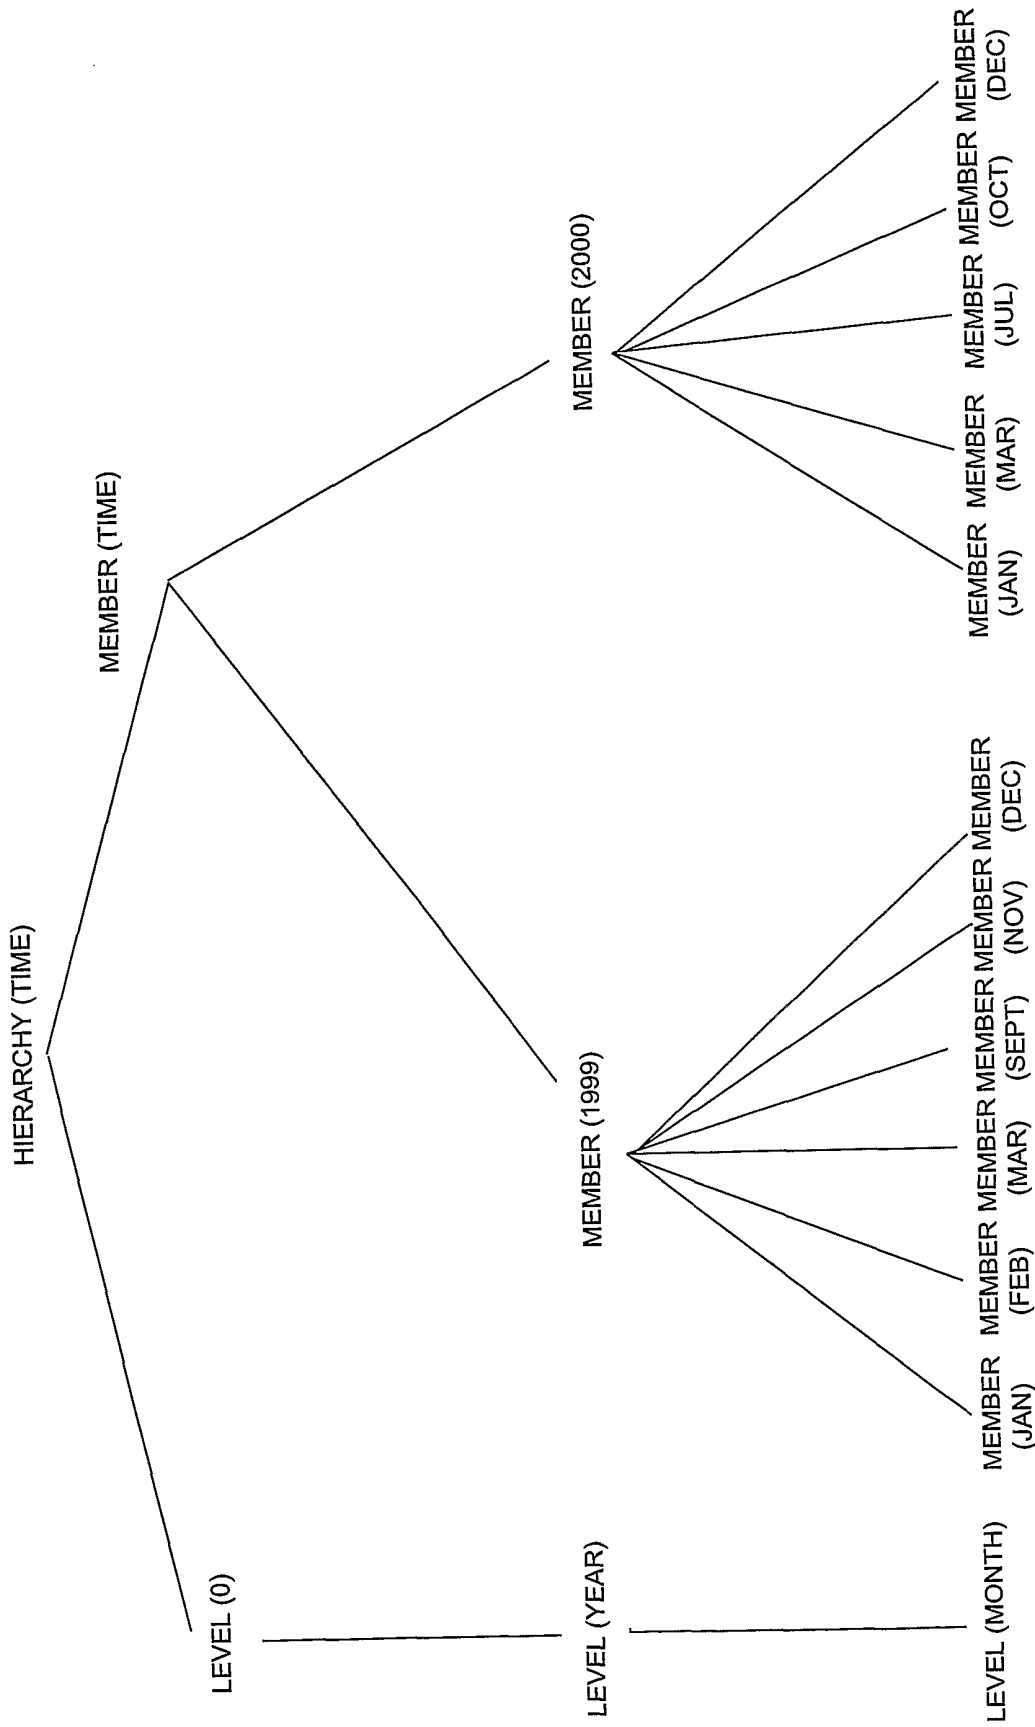 HIERARCHY (TIME)
MEMBER (TIME)
LEVEL (0)
LEVEL (YEAR)
MEMBER (1999)
MEMBER (2000)
LEVEL (MONTH)
MEMBER MEMBER MEMBER MEMBER MEMBER MEMBER
(JAN) (FEB) (MAR) (SEPT) (NOV) (DEC)
MEMBER MEMBER MEMBER MEMBER MEMBER
(JAN) (MAR) (JUL) (OCT) (DEC)